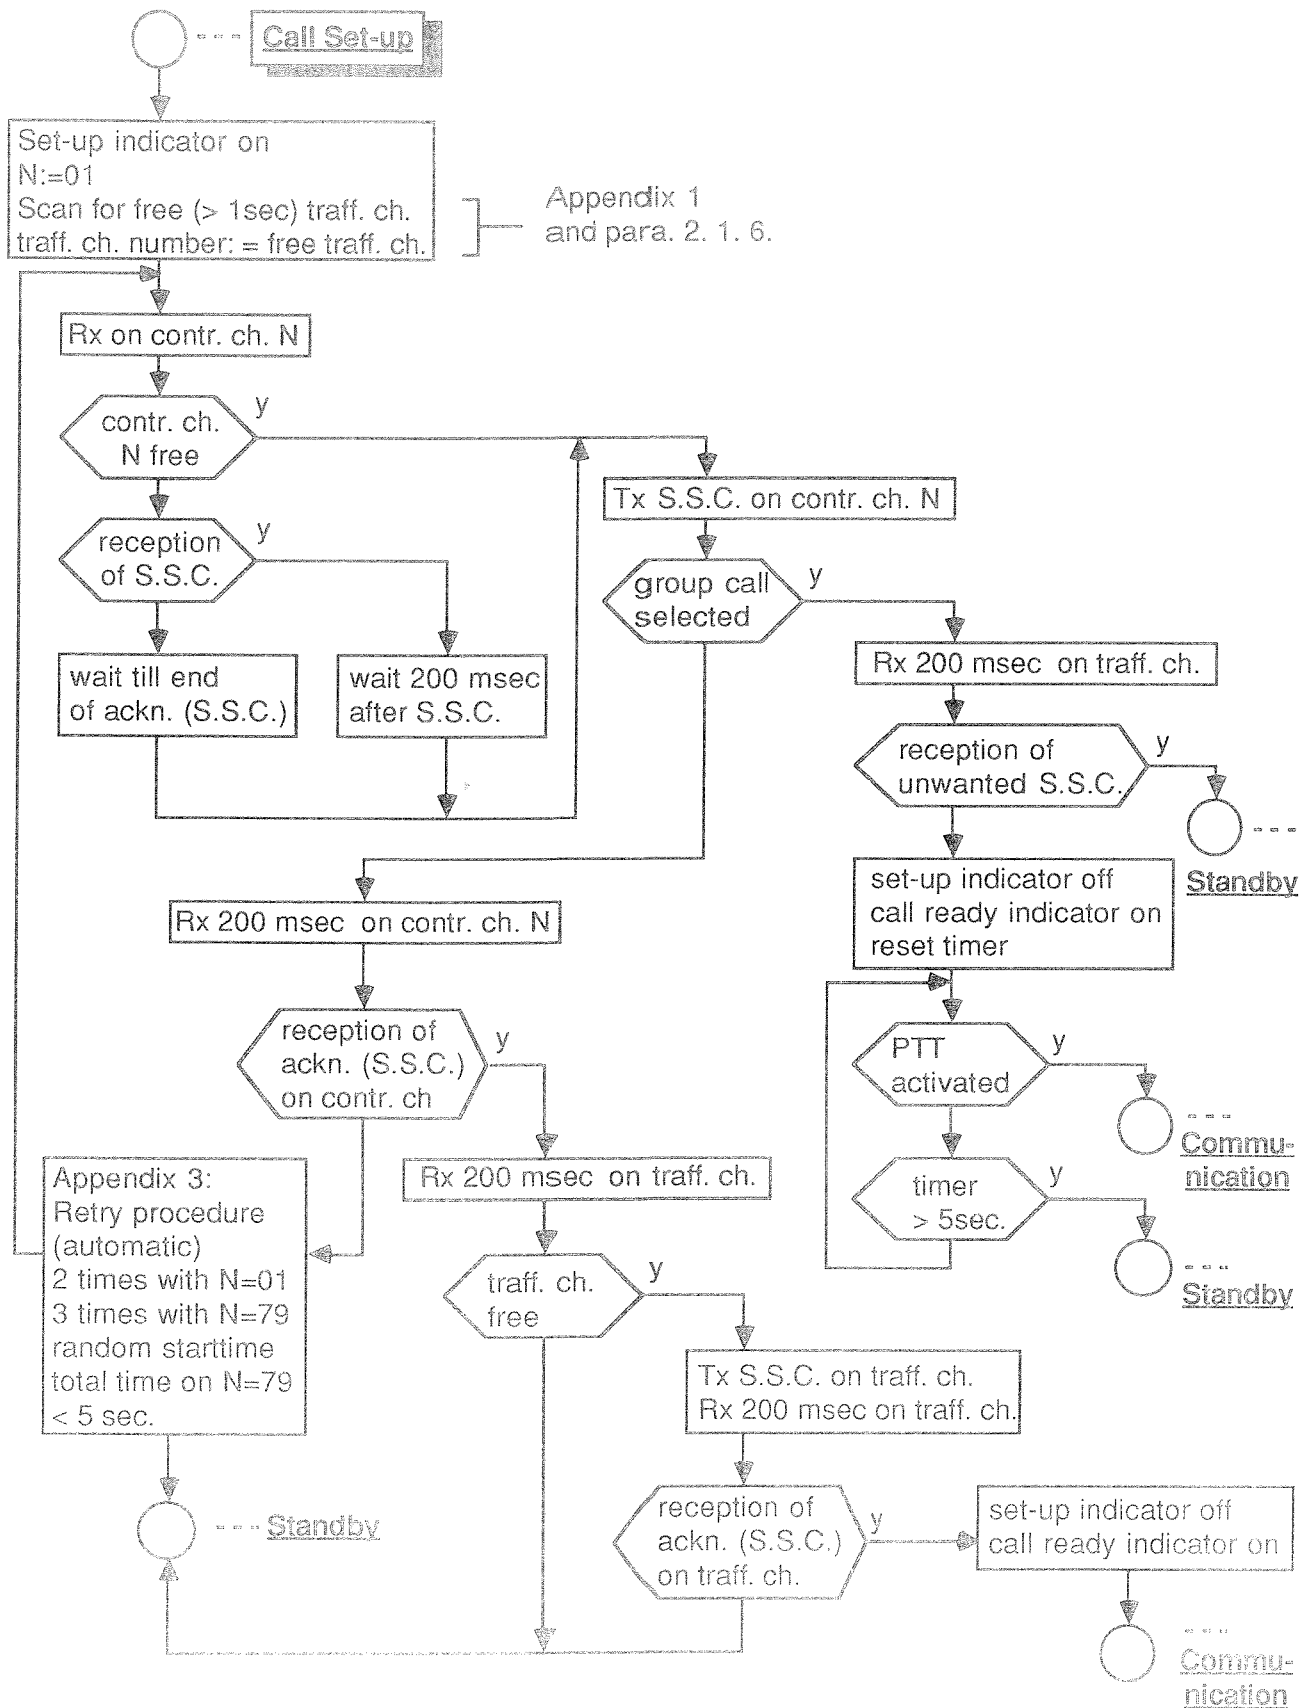 Call Set-up
Set-up indicator on
N:=01
Scan for free (> 1sec) traff. ch.
traff. ch. number: = free traff. ch.
Appendix 1
and para. 2. 1. 6.
Rx on contr. ch. N
contr. ch.
N free
y
reception
of S.S.C.
y
wait till end
of ackn. (S.S.C.)
wait 200 msec
after S.S.C.
Tx S.S.C. on contr. ch. N
group call
selected
y
Rx 200 msec on traff. ch.
reception of
unwanted S.S.C.
y
Standby
set-up indicator off
call ready indicator on
reset timer
PTT
activated
y
Commu-
nication
timer
> 5sec.
y
Standby
Rx 200 msec on contr. ch. N
reception of
ackn. (S.S.C.)
on contr. ch
y
Appendix 3:
Retry procedure
(automatic)
2 times with N=01
3 times with N=79
random starttime
total time on N=79
< 5 sec.
Standby
Rx 200 msec on traff. ch.
traff. ch.
free
y
Tx S.S.C. on traff. ch.
Rx 200 msec on traff. ch.
reception of
ackn. (S.S.C.)
on traff. ch.
y
set-up indicator off
call ready indicator on
Commu-
nication